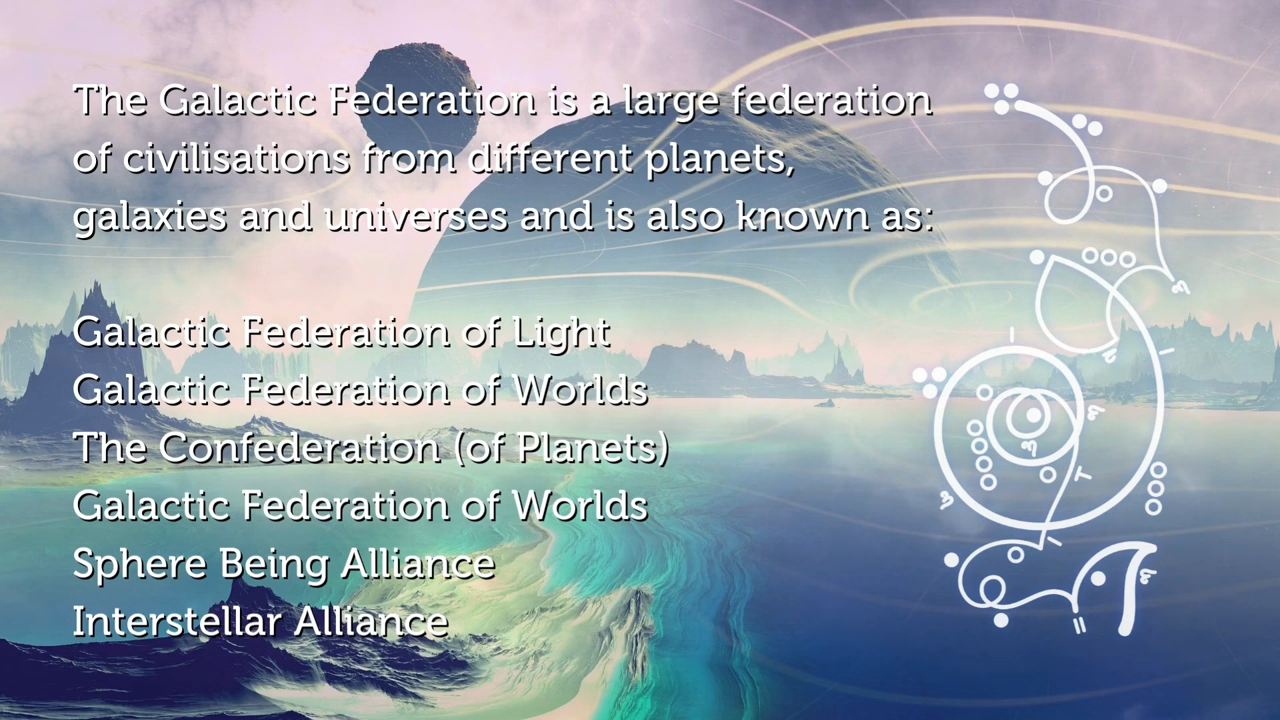 The Galactic Federation is a large federation
of civilisations from different planets,
galaxies and universes and is also known as:
Galactic Federation of Light
Galactic Federation of Worlds
The Confederation (of Planets)
Galactic Federation of Worlds
Sphere Being Alliance
Interstellar Alliance